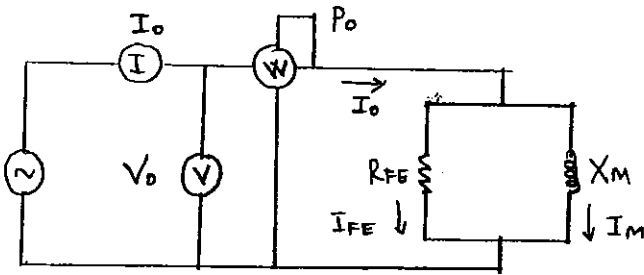 I₀
I
W
P₀
I₀
~
V₀
V
R_FE
X_M
I_FE
I_M